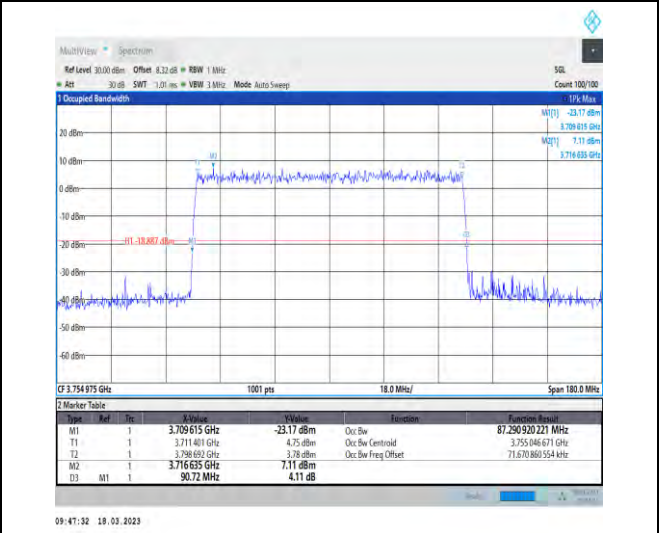 MultiView Spectrum
Ref Level 30.00 dBm Offset 8.32 dB RBW 1 MHz SGL
Att 30 dB SWT 1.01 ms VBW 3 MHz Mode Auto Sweep Count 100/100
1 Occupied Bandwidth 1Pk Max
M1[1] -23.17 dBm
3.709 615 GHz
M2[1] 7.11 dBm
3.716 635 GHz
20 dBm
M2
10 dBm
0 dBm
-10 dBm
H1 -18.887 dBm
M1
-20 dBm
-30 dBm
-40 dBm
-50 dBm
-60 dBm
CF 3.754 975 GHz 1001 pts 18.0 MHz/ Span 180.0 MHz
2 Marker Table
Type Ref Trc X-Value Y-Value Function Function Result
M1 1 3.709 615 GHz -23.17 dBm Occ Bw 87.290 920 221 MHz
T1 1 3.711 401 GHz 4.75 dBm Occ Bw Centroid 3.755 046 671 GHz
T2 1 3.798 692 GHz 3.78 dBm Occ Bw Freq Offset 71.670 860 554 kHz
M2 1 3.716 635 GHz 7.11 dBm
D3 M1 1 90.72 MHz 4.11 dB
09:47:32 18.03.2023